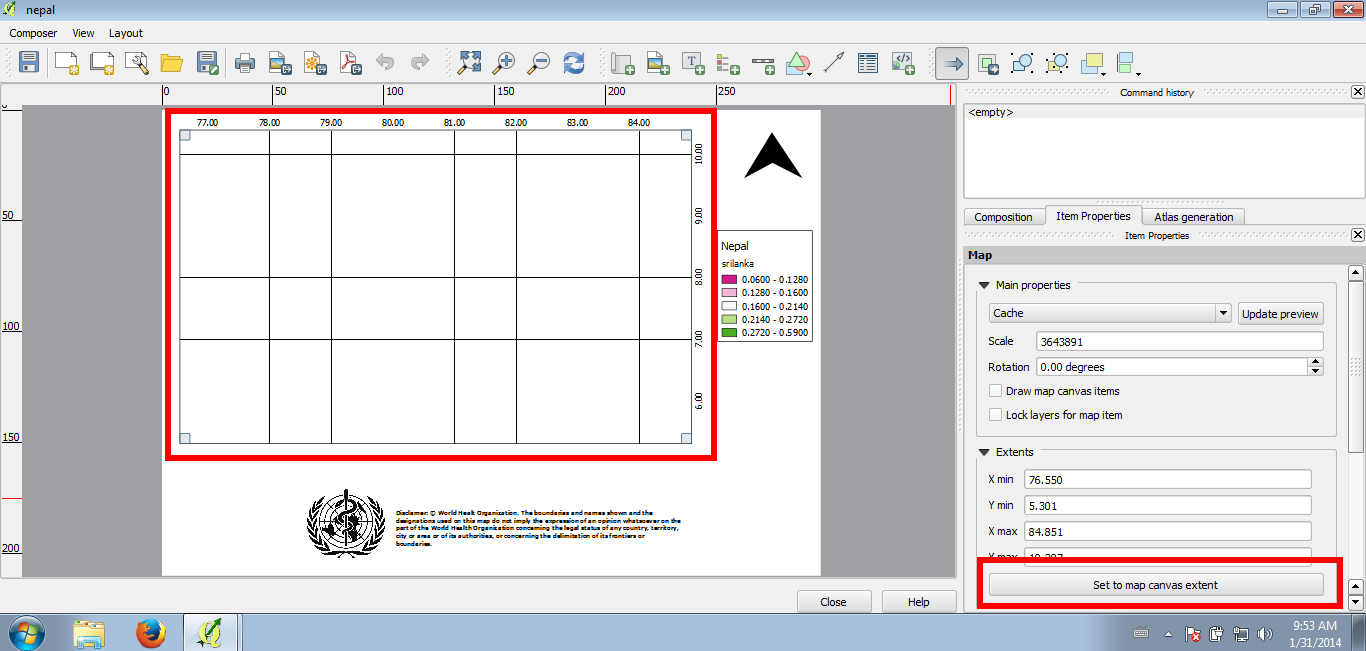 nepal
Composer View Layout
0 50 100 150 200 250
0
50
100
150
200
77.00 78.00 79.00 80.00 81.00 82.00 83.00 84.00
10.00
9.00
8.00
7.00
6.00
Nepal
srilanka
0.0600 - 0.1280
0.1280 - 0.1600
0.1600 - 0.2140
0.2140 - 0.2720
0.2720 - 0.5900
Disclamer: © World Healt Organization. The boundaries and names shown and the
designations used on this map do not imply the expression of an opinion whatsoever on the
part of the World Health Organization concerning the legal status of any country, territory,
city or area or of its authorities, or concerning the delimitation of its frontiers or
boundaries.
Close Help
Command history
<empty>
Composition Item Properties Atlas generation
Item Properties
Map
Main properties
Cache Update preview
Scale 3643891
Rotation 0.00 degrees
Draw map canvas items
Lock layers for map item
Extents
X min 76.550
Y min 5.301
X max 84.851
Y max
Set to map canvas extent
9:53 AM
1/31/2014